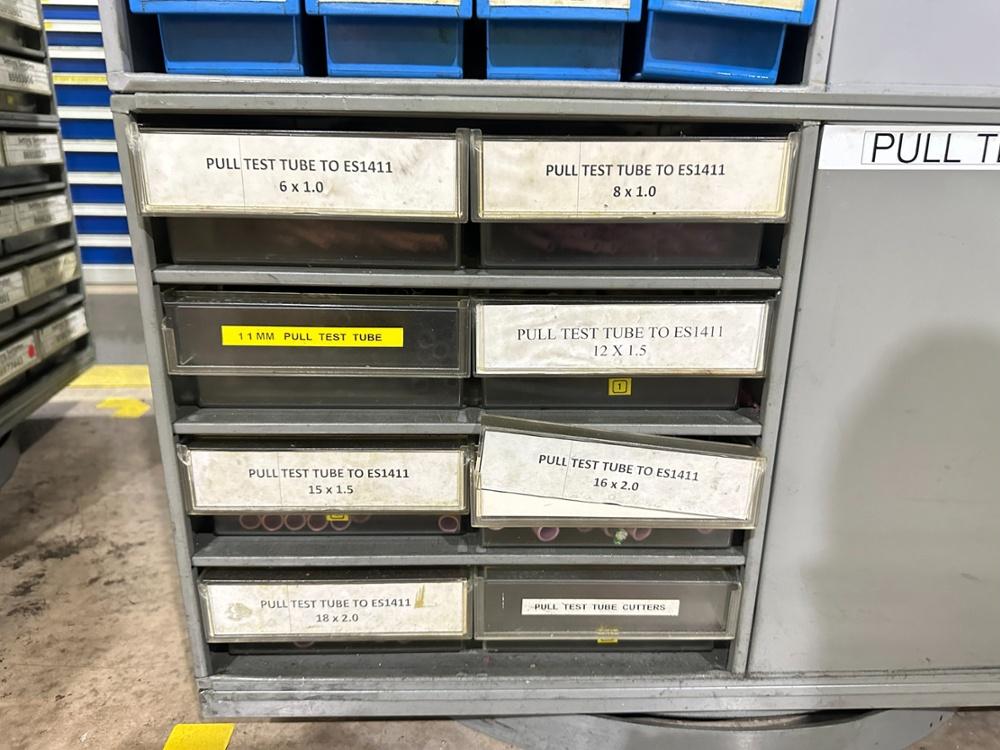 PULL TEST TUBE TO ES1411
6 x 1.0
PULL TEST TUBE TO ES1411
8 x 1.0
PULL
11MM PULL TEST TUBE
PULL TEST TUBE TO ES1411
12 X 1.5
1
PULL TEST TUBE TO ES1411
15 x 1.5
PULL TEST TUBE TO ES1411
16 x 2.0
PULL TEST TUBE TO ES1411
18 x 2.0
PULL TEST TUBE CUTTERS